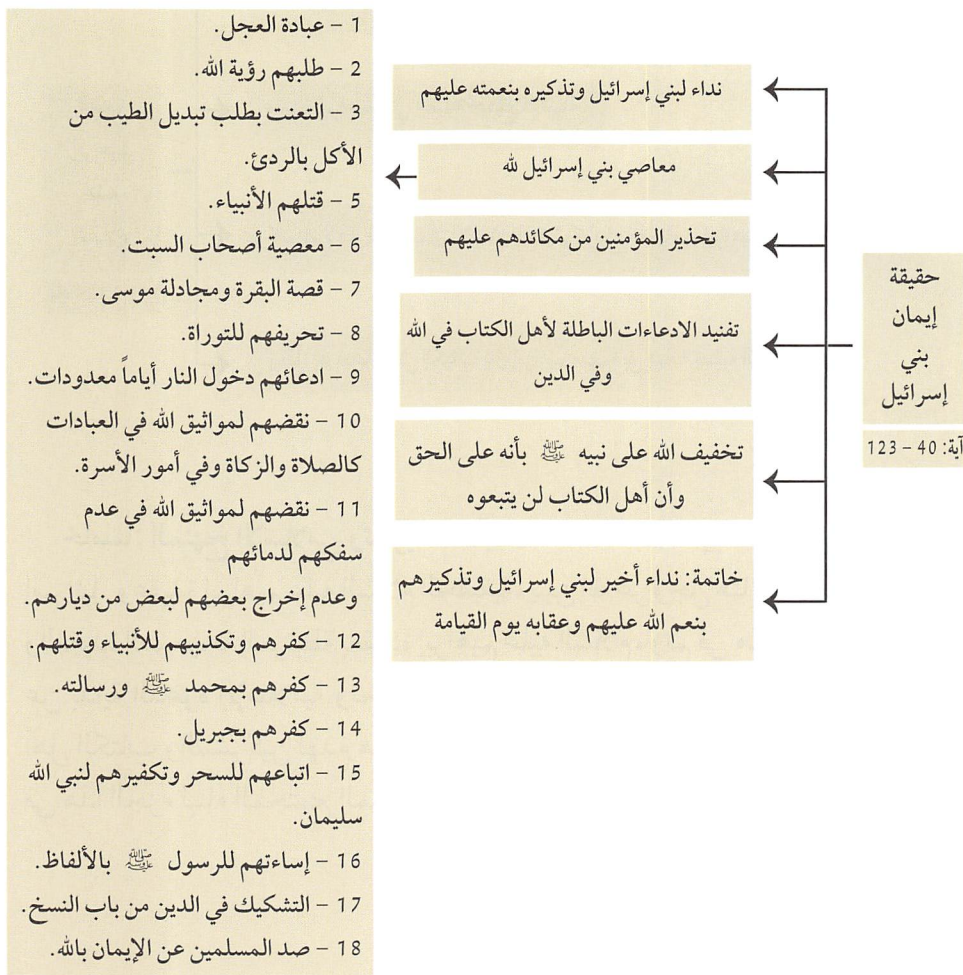 حقيقة
إيمان
بني
إسرائيل
آية: 40 – 123
نداء لبني إسرائيل وتذكيره بنعمته عليهم
معاصي بني إسرائيل لله
تحذير المؤمنين من مكائدهم عليهم
تفنيد الادعاءات الباطلة لأهل الكتاب في الله
وفي الدين
تخفيف الله على نبيه ﷺ بأنه على الحق
وأن أهل الكتاب لن يتبعوه
خاتمة: نداء أخير لبني إسرائيل وتذكيرهم
بنعم الله عليهم وعقابه يوم القيامة
1 – عبادة العجل.
2 – طلبهم رؤية الله.
3 – التعنت بطلب تبديل الطيب من
الأكل بالردئ.
5 – قتلهم الأنبياء.
6 – معصية أصحاب السبت.
7 – قصة البقرة ومجادلة موسى.
8 – تحريفهم للتوراة.
9 – ادعائهم دخول النار أياماً معدودات.
10 – نقضهم لمواثيق الله في العبادات
كالصلاة والزكاة وفي أمور الأسرة.
11 – نقضهم لمواثيق الله في عدم
سفكهم لدمائهم
وعدم إخراج بعضهم لبعض من ديارهم.
12 – كفرهم وتكذيبهم للأنبياء وقتلهم.
13 – كفرهم بمحمد ﷺ ورسالته.
14 – كفرهم بجبريل.
15 – اتباعهم للسحر وتكفيرهم لنبي الله
سليمان.
16 – إساءتهم للرسول ﷺ بالألفاظ.
17 – التشكيك في الدين من باب النسخ.
18 – صد المسلمين عن الإيمان بالله.